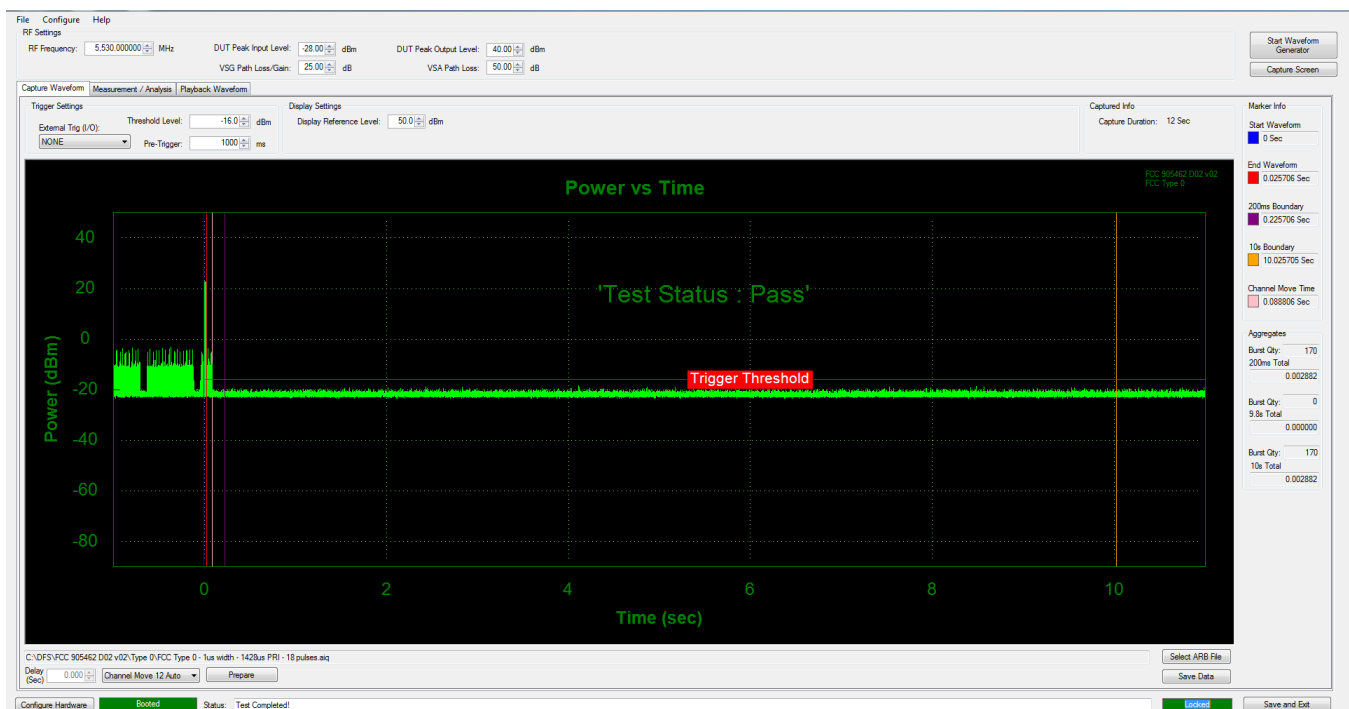 File Configure Help
RF Settings
RF Frequency: 5,530.000000 MHz DUT Peak Input Level: -28.00 dBm DUT Peak Output Level: 40.00 dBm
VSG Path Loss/Gain: 25.00 dB VSA Path Loss: 50.00 dB
Start Waveform Generator
Capture Screen
Capture Waveform Measurement / Analysis Playback Waveform
Trigger Settings
External Trig (I/O): Threshold Level: -16.0 dBm
NONE Pre-Trigger: 1000 ms
Display Settings
Display Reference Level: 50.0 dBm
Captured Info
Capture Duration: 12 Sec
Marker Info
Start Waveform
0 Sec
End Waveform
0.025706 Sec
200ms Boundary
0.225706 Sec
10s Boundary
10.025705 Sec
Channel Move Time
0.088806 Sec
Aggregates
Burst Qty: 170
200ms Total
0.002882
Burst Qty: 0
9.8s Total
0.000000
Burst Qty: 170
10s Total
0.002882
Power vs Time
FCC 905462 D02 v02
FCC Type 0
'Test Status : Pass'
Trigger Threshold
Power (dBm)
40
20
0
-20
-40
-60
-80
0 2 4 6 8 10
Time (sec)
C:\DFS\FCC 905462 D02 v02\Type 0\FCC Type 0 - 1us width - 1428us PRI - 18 pulses.aiq
Select ARB File
Delay (Sec) 0.000 Channel Move 12 Auto Prepare
Save Data
Configure Hardware Booted Status: Test Completed! Locked Save and Exit